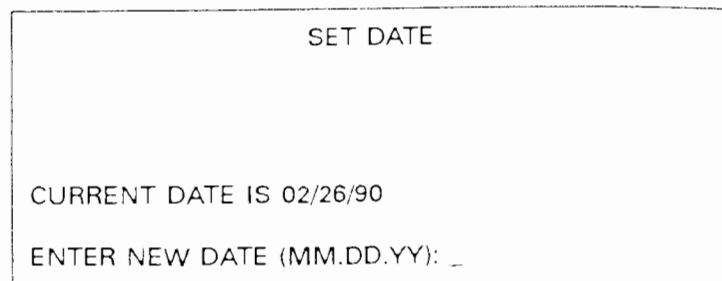 SET DATE
CURRENT DATE IS 02/26/90
ENTER NEW DATE (MM.DD.YY): _